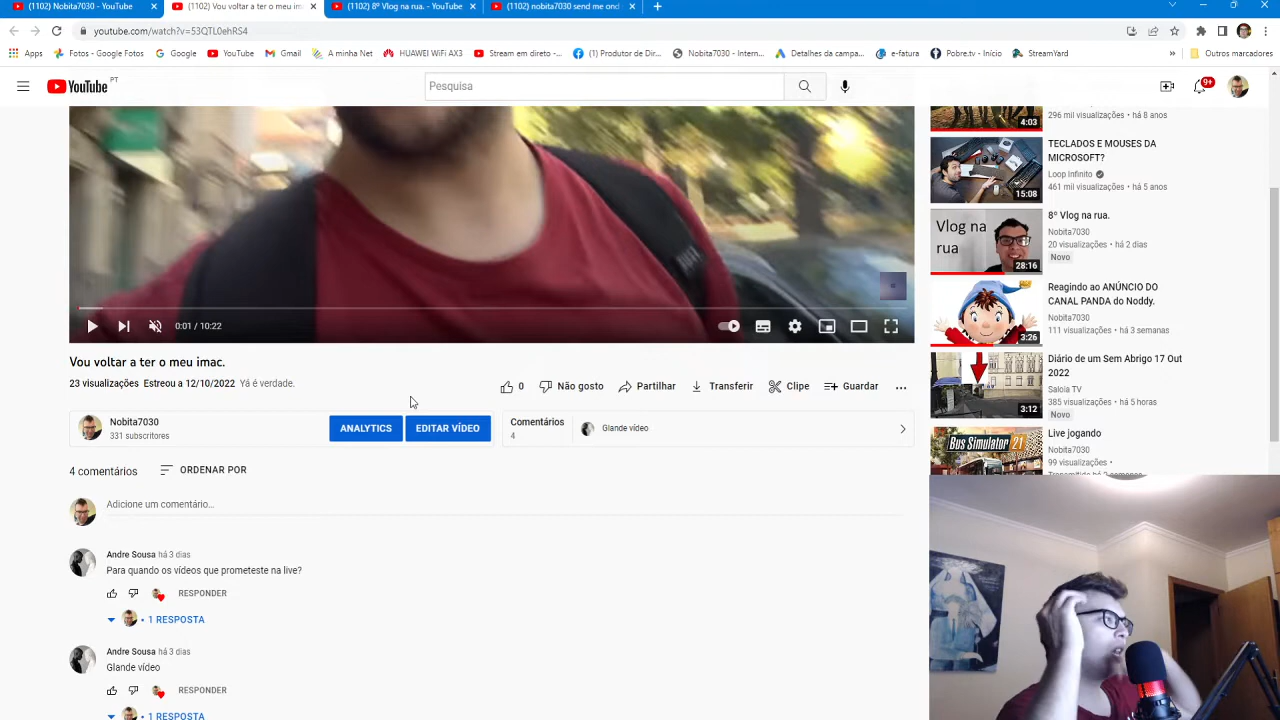 (1102) Nobita7030 - YouTube
(1102) Vou voltar a ter o meu im
(1102) 8º Vlog na rua. - YouTube
(1102) nobita7030 send me ond
youtube.com/watch?v=53QTL0ehRS4
Apps
Fotos - Google Fotos
Google
YouTube
Gmail
A minha Net
HUAWEI WiFi AX3
Stream em direto -...
(1) Produtor de Dir...
Nobita7030 - Intern...
Detalhes da campa...
e-fatura
Pobre.tv - Início
StreamYard
Outros marcadores
YouTube PT
Pesquisa
9+
0:01 / 10:22
Vou voltar a ter o meu imac.
23 visualizações Estreou a 12/10/2022 Yá é verdade.
0
Não gosto
Partilhar
Transferir
Clipe
Guardar
Nobita7030
331 subscritores
ANALYTICS
EDITAR VÍDEO
Comentários
4
Glande vídeo
4 comentários
ORDENAR POR
Adicione um comentário...
Andre Sousa há 3 dias
Para quando os vídeos que prometeste na live?
RESPONDER
1 RESPOSTA
Andre Sousa há 3 dias
Glande vídeo
RESPONDER
1 RESPOSTA
4:03
296 mil visualizações • há 8 anos
15:08
TECLADOS E MOUSES DA
MICROSOFT?
Loop Infinito
461 mil visualizações • há 5 anos
Vlog na
rua
28:16
8º Vlog na rua.
Nobita7030
20 visualizações • há 2 dias
Novo
3:26
Reagindo ao ANÚNCIO DO
CANAL PANDA do Noddy.
Nobita7030
111 visualizações • há 3 semanas
3:12
Diário de um Sem Abrigo 17 Out
2022
Saloia TV
385 visualizações • há 5 horas
Novo
BUS SIMULATOR 21
Live jogando
Nobita7030
99 visualizações •